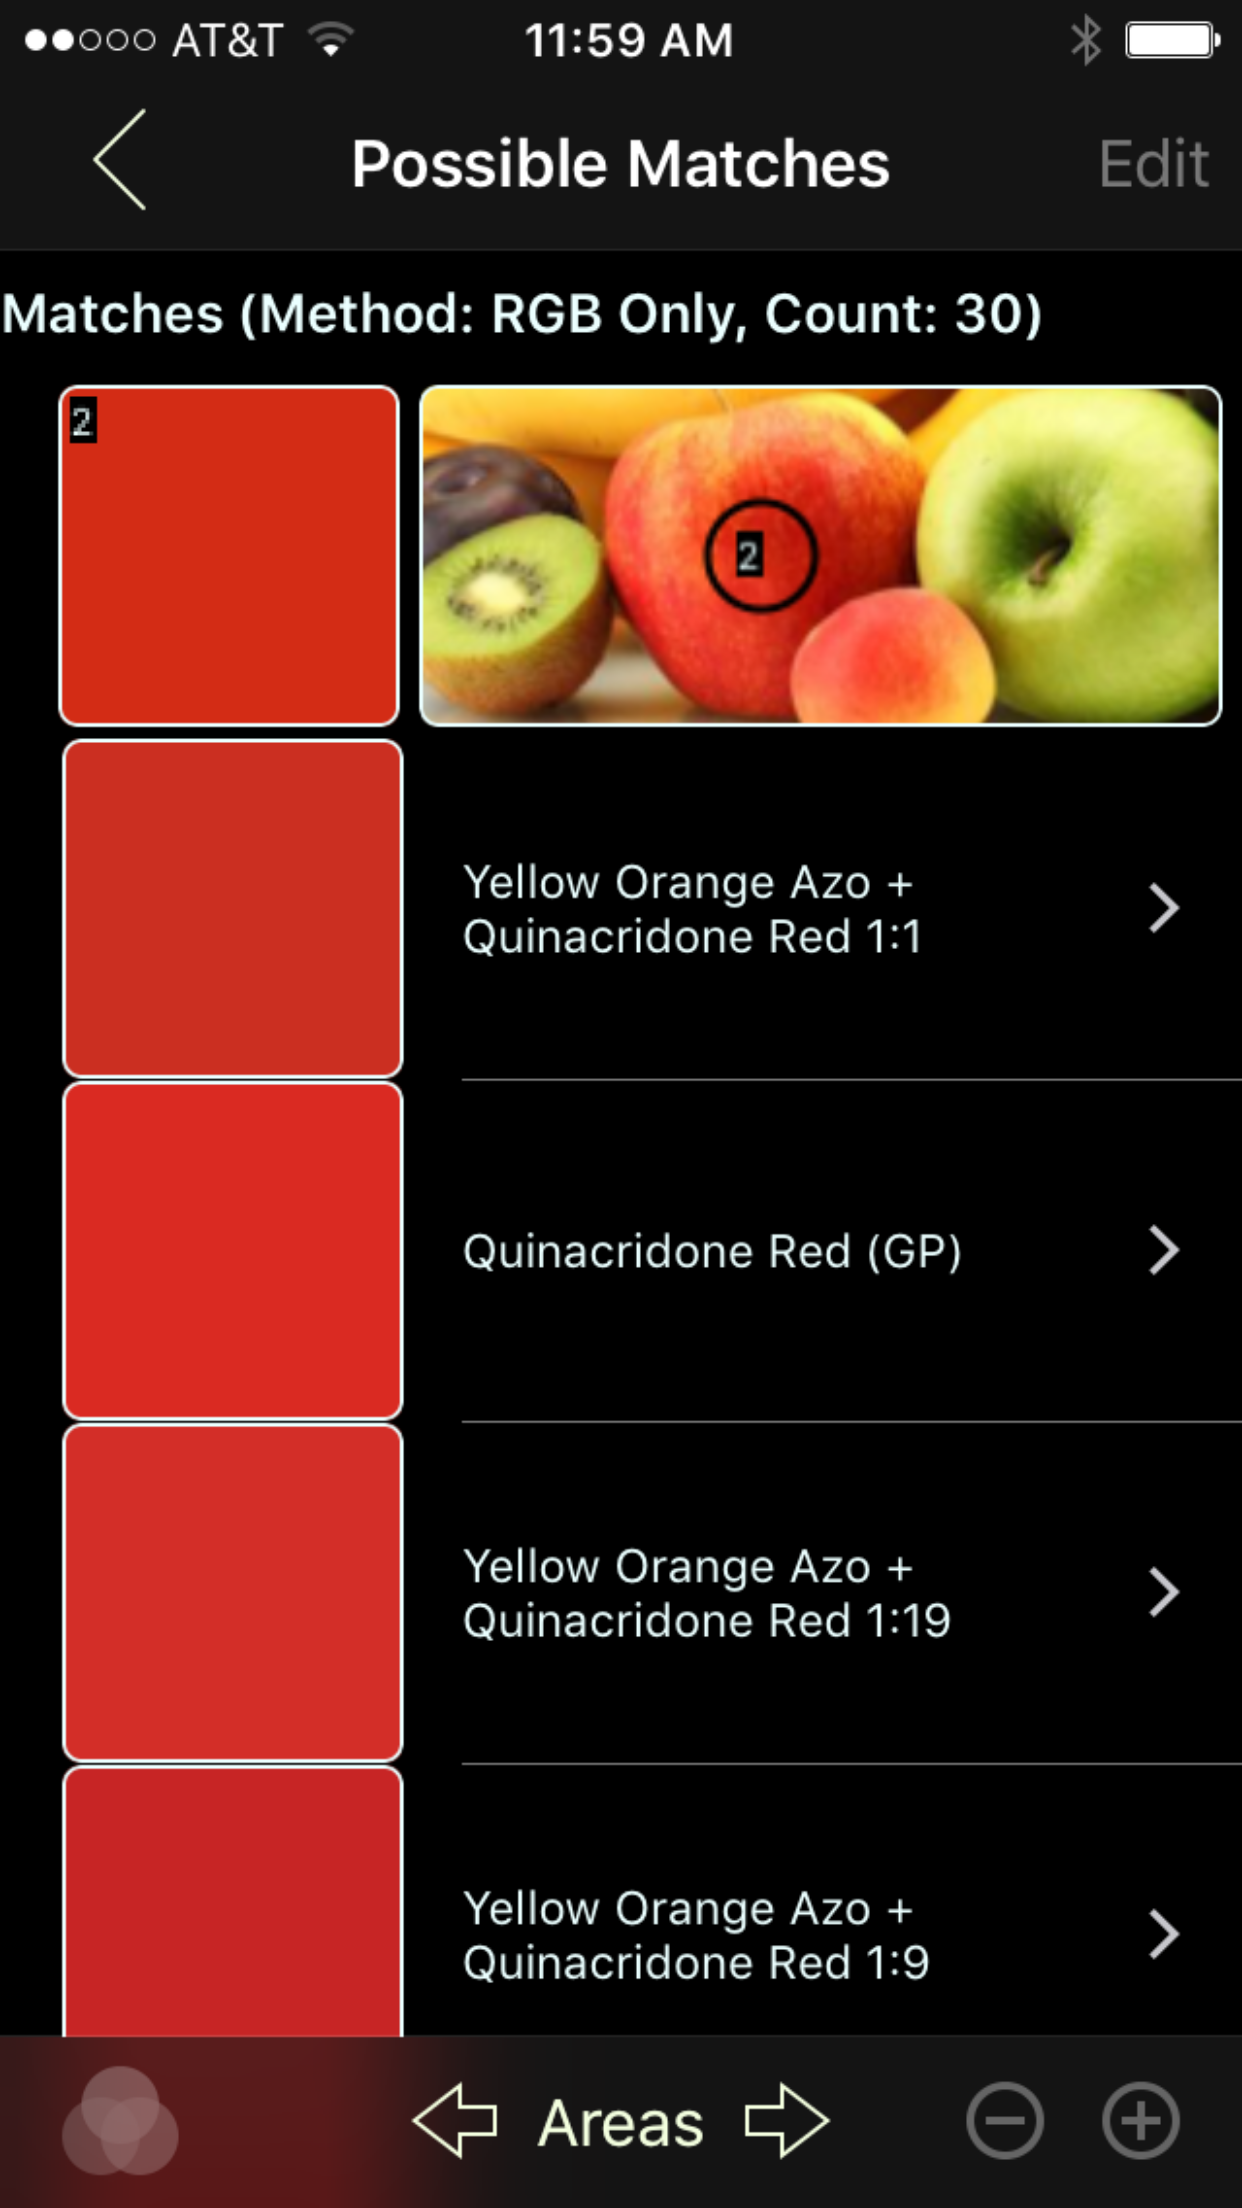 AT&T 11:59 AM
Possible Matches Edit
Matches (Method: RGB Only, Count: 30)
2
2
Yellow Orange Azo +
Quinacridone Red 1:1
Quinacridone Red (GP)
Yellow Orange Azo +
Quinacridone Red 1:19
Yellow Orange Azo +
Quinacridone Red 1:9
Areas